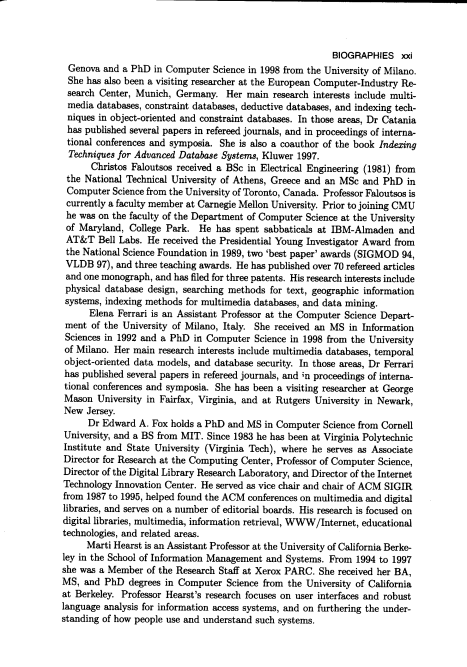 BIOGRAPHIES xxi
Genova and a PhD in Computer Science in 1998 from the University of Milano.
She has also been a visiting researcher at the European Computer-Industry Re-
search Center, Munich, Germany. Her main research interests include multi-
media databases, constraint databases, deductive databases, and indexing tech-
niques in object-oriented and constraint databases. In those areas, Dr Catania
has published several papers in refereed journals, and in proceedings of interna-
tional conferences and symposia. She is also a coauthor of the book Indexing
Techniques for Advanced Database Systems, Kluwer 1997.
Christos Faloutsos received a BSc in Electrical Engineering (1981) from
the National Technical University of Athens, Greece and an MSc and PhD in
Computer Science from the University of Toronto, Canada. Professor Faloutsos is
currently a faculty member at Carnegie Mellon University. Prior to joining CMU
he was on the faculty of the Department of Computer Science at the University
of Maryland, College Park. He has spent sabbaticals at IBM-Almaden and
AT&T Bell Labs. He received the Presidential Young Investigator Award from
the National Science Foundation in 1989, two 'best paper' awards (SIGMOD 94,
VLDB 97), and three teaching awards. He has published over 70 refereed articles
and one monograph, and has filed for three patents. His research interests include
physical database design, searching methods for text, geographic information
systems, indexing methods for multimedia databases, and data mining.
Elena Ferrari is an Assistant Professor at the Computer Science Depart-
ment of the University of Milano, Italy. She received an MS in Information
Sciences in 1992 and a PhD in Computer Science in 1998 from the University
of Milano. Her main research interests include multimedia databases, temporal
object-oriented data models, and database security. In those areas, Dr Ferrari
has published several papers in refereed journals, and in proceedings of interna-
tional conferences and symposia. She has been a visiting researcher at George
Mason University in Fairfax, Virginia, and at Rutgers University in Newark,
New Jersey.
Dr Edward A. Fox holds a PhD and MS in Computer Science from Cornell
University, and a BS from MIT. Since 1983 he has been at Virginia Polytechnic
Institute and State University (Virginia Tech), where he serves as Associate
Director for Research at the Computing Center, Professor of Computer Science,
Director of the Digital Library Research Laboratory, and Director of the Internet
Technology Innovation Center. He served as vice chair and chair of ACM SIGIR
from 1987 to 1995, helped found the ACM conferences on multimedia and digital
libraries, and serves on a number of editorial boards. His research is focused on
digital libraries, multimedia, information retrieval, WWW/Internet, educational
technologies, and related areas.
Marti Hearst is an Assistant Professor at the University of California Berke-
ley in the School of Information Management and Systems. From 1994 to 1997
she was a Member of the Research Staff at Xerox PARC. She received her BA,
MS, and PhD degrees in Computer Science from the University of California
at Berkeley. Professor Hearst's research focuses on user interfaces and robust
language analysis for information access systems, and on furthering the under-
standing of how people use and understand such systems.